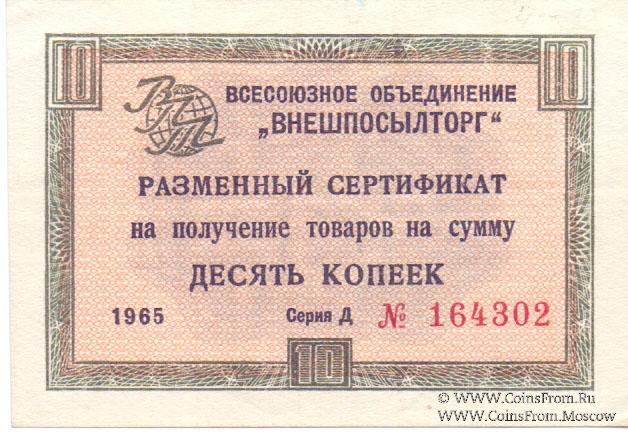 10 10
ВПТ
ВСЕСОЮЗНОЕ ОБЪЕДИНЕНИЕ
„ВНЕШПОСЫЛТОРГ“
РАЗМЕННЫЙ СЕРТИФИКАТ
на получение товаров на сумму
ДЕСЯТЬ КОПЕЕК
1965 Серия Д № 164302
10
© www.CoinsFrom.Ru
© www.CoinsFrom.Moscow